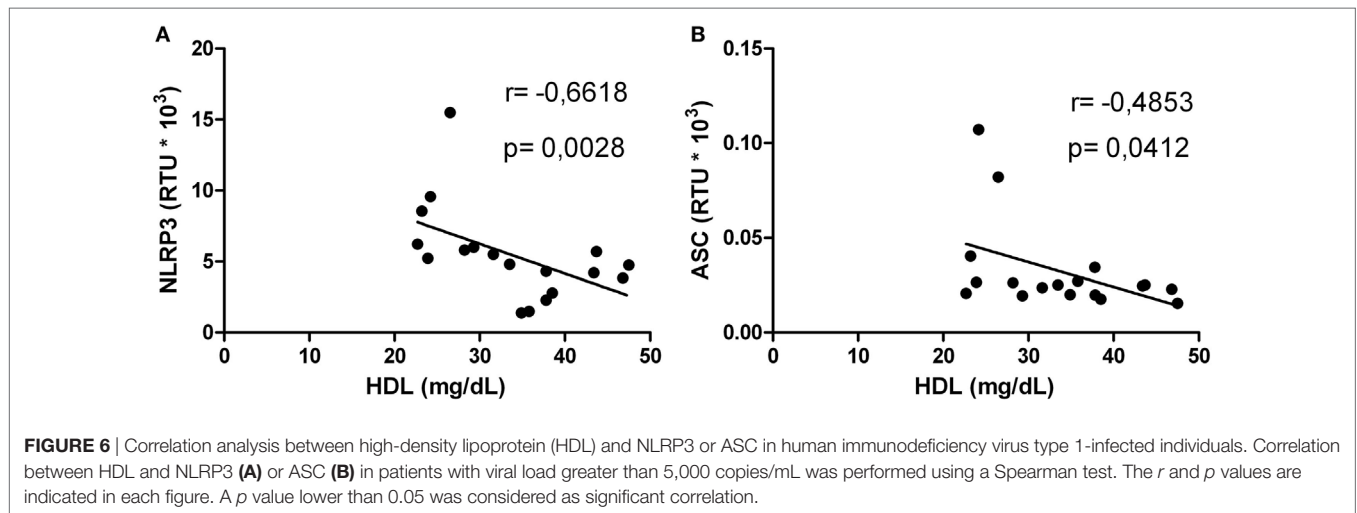 A
20
15
10
5
0
NLRP3 (RTU * 10³)
r= -0,6618
p= 0,0028
0 10 20 30 40 50
HDL (mg/dL)
B
0.15
0.10
0.05
0.00
ASC (RTU * 10³)
r= -0,4853
p= 0,0412
0 10 20 30 40 50
HDL (mg/dL)
FIGURE 6 | Correlation analysis between high-density lipoprotein (HDL) and NLRP3 or ASC in human immunodeficiency virus type 1-infected individuals. Correlation
between HDL and NLRP3 (A) or ASC (B) in patients with viral load greater than 5,000 copies/mL was performed using a Spearman test. The r and p values are
indicated in each figure. A p value lower than 0.05 was considered as significant correlation.